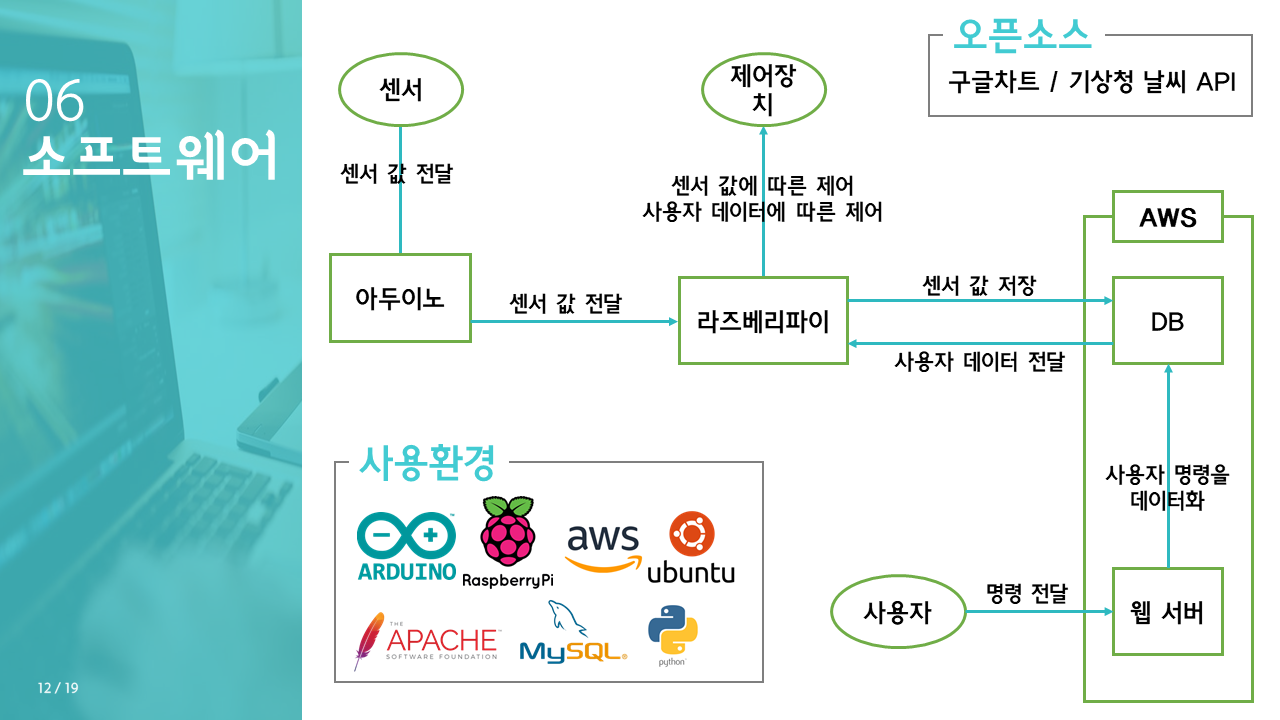 06
소프트웨어
12 / 19
센서
센서 값 전달
아두이노
센서 값 전달
제어장
치
센서 값에 따른 제어
사용자 데이터에 따른 제어
라즈베리파이
센서 값 저장
사용자 데이터 전달
오픈소스
구글차트 / 기상청 날씨 API
AWS
DB
사용자 명령을
데이터화
웹 서버
명령 전달
사용자
사용환경
ARDUINO
RaspberryPi
aws
ubuntu
THE
APACHE
SOFTWARE FOUNDATION
MySQL
python